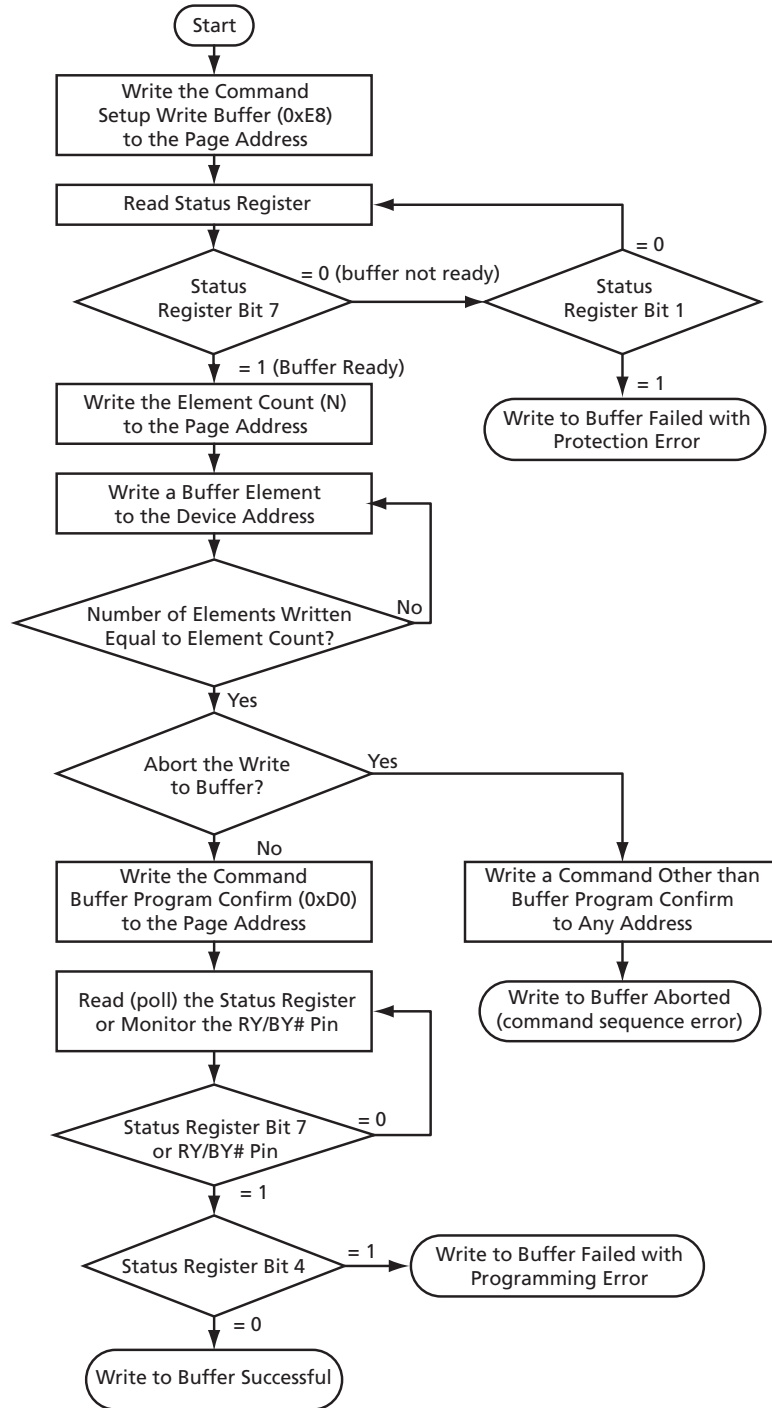 Start
Write the Command
Setup Write Buffer (0xE8)
to the Page Address
Read Status Register
= 0
= 0 (buffer not ready)
Status
Register Bit 7
Status
Register Bit 1
= 1 (Buffer Ready)
= 1
Write the Element Count (N)
to the Page Address
Write to Buffer Failed with
Protection Error
Write a Buffer Element
to the Device Address
Number of Elements Written
Equal to Element Count?
No
Yes
Abort the Write
to Buffer?
Yes
No
Write the Command
Buffer Program Confirm (0xD0)
to the Page Address
Write a Command Other than
Buffer Program Confirm
to Any Address
Read (poll) the Status Register
or Monitor the RY/BY# Pin
Write to Buffer Aborted
(command sequence error)
Status Register Bit 7
or RY/BY# Pin
= 0
= 1
Status Register Bit 4
= 1
Write to Buffer Failed with
Programming Error
= 0
Write to Buffer Successful